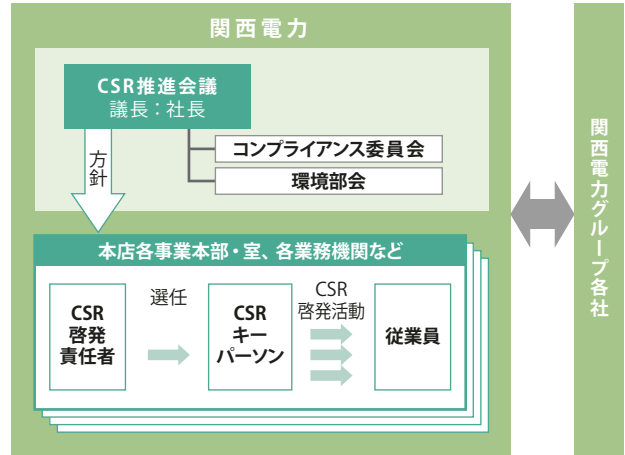 関西電力
CSR推進会議
議長：社長
方針
コンプライアンス委員会
環境部会
本店各事業本部・室、各業務機関など
CSR
啓発
責任者
選任
CSR
キー
パーソン
CSR
啓発活動
従業員
関西電力グループ各社